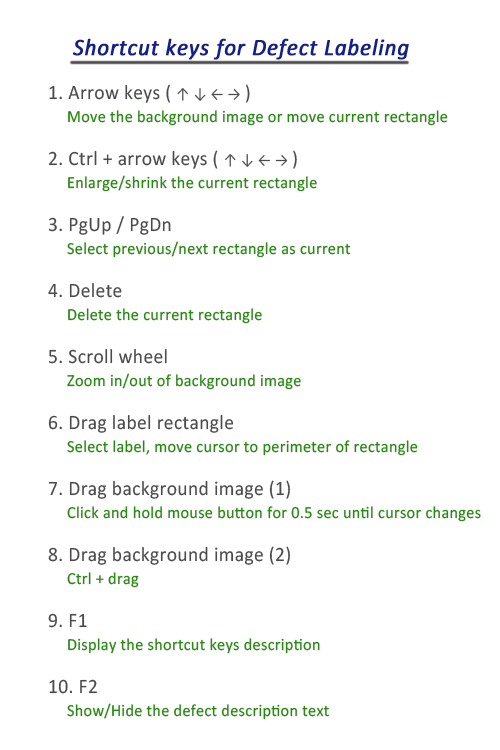 Shortcut keys for Defect Labeling
1. Arrow keys ( ↑ ↓ ← → )
Move the background image or move current rectangle
2. Ctrl + arrow keys ( ↑ ↓ ← → )
Enlarge/shrink the current rectangle
3. PgUp / PgDn
Select previous/next rectangle as current
4. Delete
Delete the current rectangle
5. Scroll wheel
Zoom in/out of background image
6. Drag label rectangle
Select label, move cursor to perimeter of rectangle
7. Drag background image (1)
Click and hold mouse button for 0.5 sec until cursor changes
8. Drag background image (2)
Ctrl + drag
9. F1
Display the shortcut keys description
10. F2
Show/Hide the defect description text